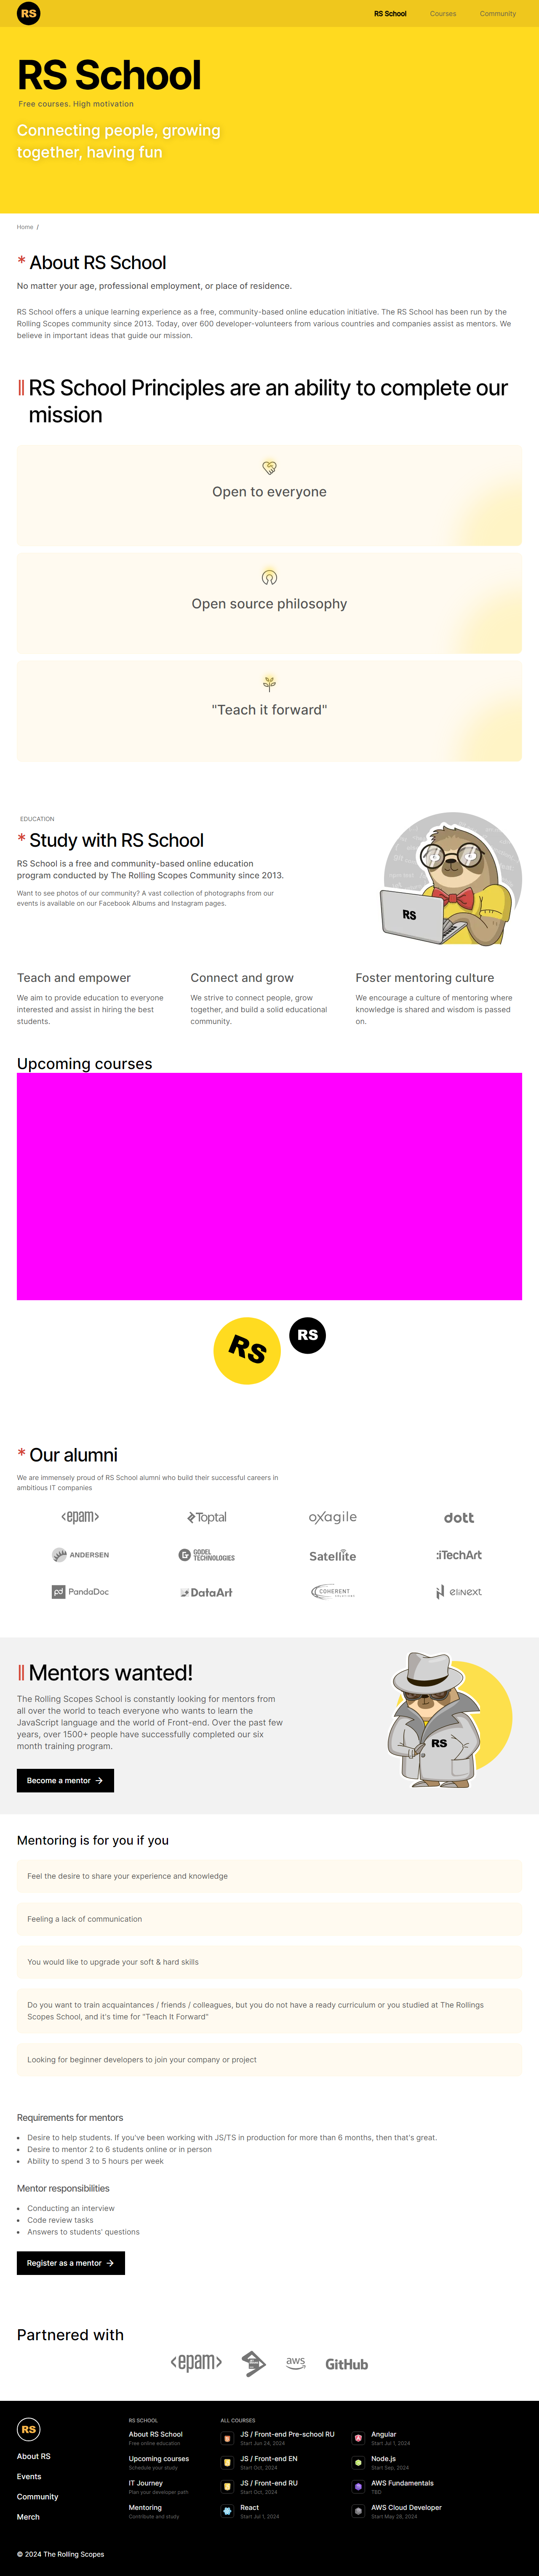 RS
RS School
Courses
Community
RS School
Free courses. High motivation
Connecting people, growing
together, having fun
Home /
* About RS School
No matter your age, professional employment, or place of residence.
RS School offers a unique learning experience as a free, community-based online education initiative. The RS School has been run by the
Rolling Scopes community since 2013. Today, over 600 developer-volunteers from various countries and companies assist as mentors. We
believe in important ideas that guide our mission.
|| RS School Principles are an ability to complete our
mission
Open to everyone
Open source philosophy
"Teach it forward"
EDUCATION
* Study with RS School
RS School is a free and community-based online education
program conducted by The Rolling Scopes Community since 2013.
Want to see photos of our community? A vast collection of photographs from our
events is available on our Facebook Albums and Instagram pages.
RS
Teach and empower
We aim to provide education to everyone
interested and assist in hiring the best
students.
Connect and grow
We strive to connect people, grow
together, and build a solid educational
community.
Foster mentoring culture
We encourage a culture of mentoring where
knowledge is shared and wisdom is passed
on.
Upcoming courses
RS
RS
* Our alumni
We are immensely proud of RS School alumni who build their successful careers in
ambitious IT companies
<epam>
Toptal
oxagile
dott
ANDERSEN
GODEL
TECHNOLOGIES
Satellite
:iTechArt
pd PandaDoc
DataArt
COHERENT
SOLUTIONS
elinext
|| Mentors wanted!
The Rolling Scopes School is constantly looking for mentors from
all over the world to teach everyone who wants to learn the
JavaScript language and the world of Front-end. Over the past few
years, over 1500+ people have successfully completed our six
month training program.
Become a mentor →
RS
Mentoring is for you if you
Feel the desire to share your experience and knowledge
Feeling a lack of communication
You would like to upgrade your soft & hard skills
Do you want to train acquaintances / friends / colleagues, but you do not have a ready curriculum or you studied at The Rollings
Scopes School, and it's time for "Teach It Forward"
Looking for beginner developers to join your company or project
Requirements for mentors
• Desire to help students. If you've been working with JS/TS in production for more than 6 months, then that's great.
• Desire to mentor 2 to 6 students online or in person
• Ability to spend 3 to 5 hours per week
Mentor responsibilities
• Conducting an interview
• Code review tasks
• Answers to students' questions
Register as a mentor →
Partnered with
<epam>
aws
GitHub
RS
About RS
Events
Community
Merch
RS SCHOOL
About RS School
Free online education
Upcoming courses
Schedule your study
IT Journey
Plan your developer path
Mentoring
Contribute and study
ALL COURSES
JS / Front-end Pre-school RU
Start Jun 24, 2024
JS / Front-end EN
Start Oct, 2024
JS / Front-end RU
Start Oct, 2024
React
Start Jul 1, 2024
Angular
Start Jul 1, 2024
Node.js
Start Sep, 2024
AWS Fundamentals
TBD
AWS Cloud Developer
Start May 28, 2024
© 2024 The Rolling Scopes